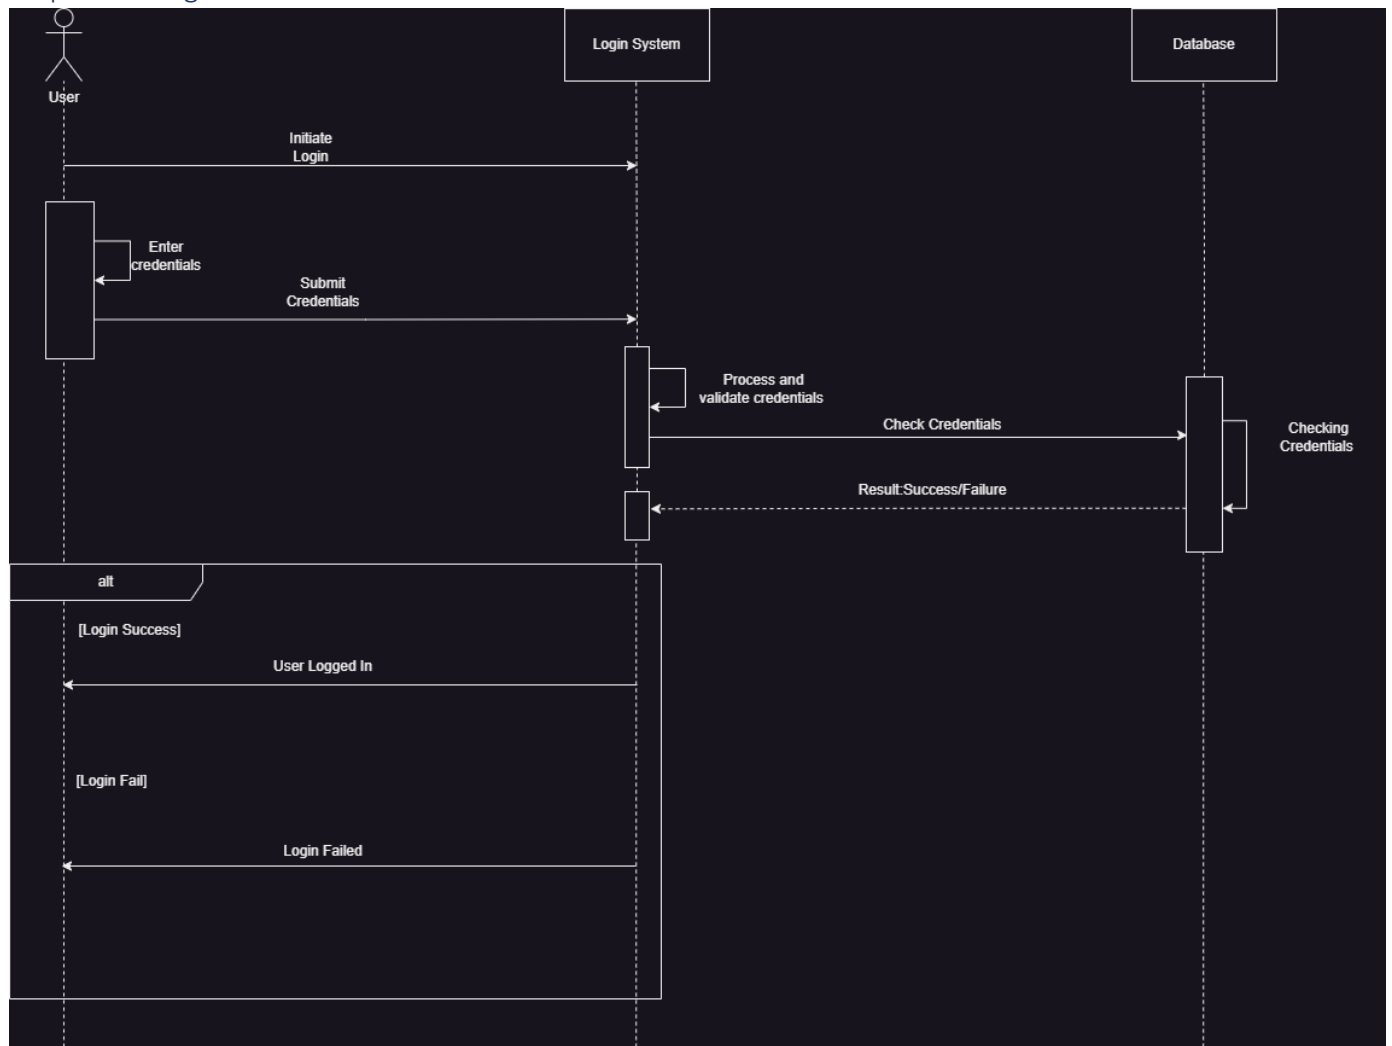 User
Login System
Database
Initiate
Login
Enter
credentials
Submit
Credentials
Process and
validate credentials
Check Credentials
Checking
Credentials
Result:Success/Failure
alt
[Login Success]
User Logged In
[Login Fail]
Login Failed